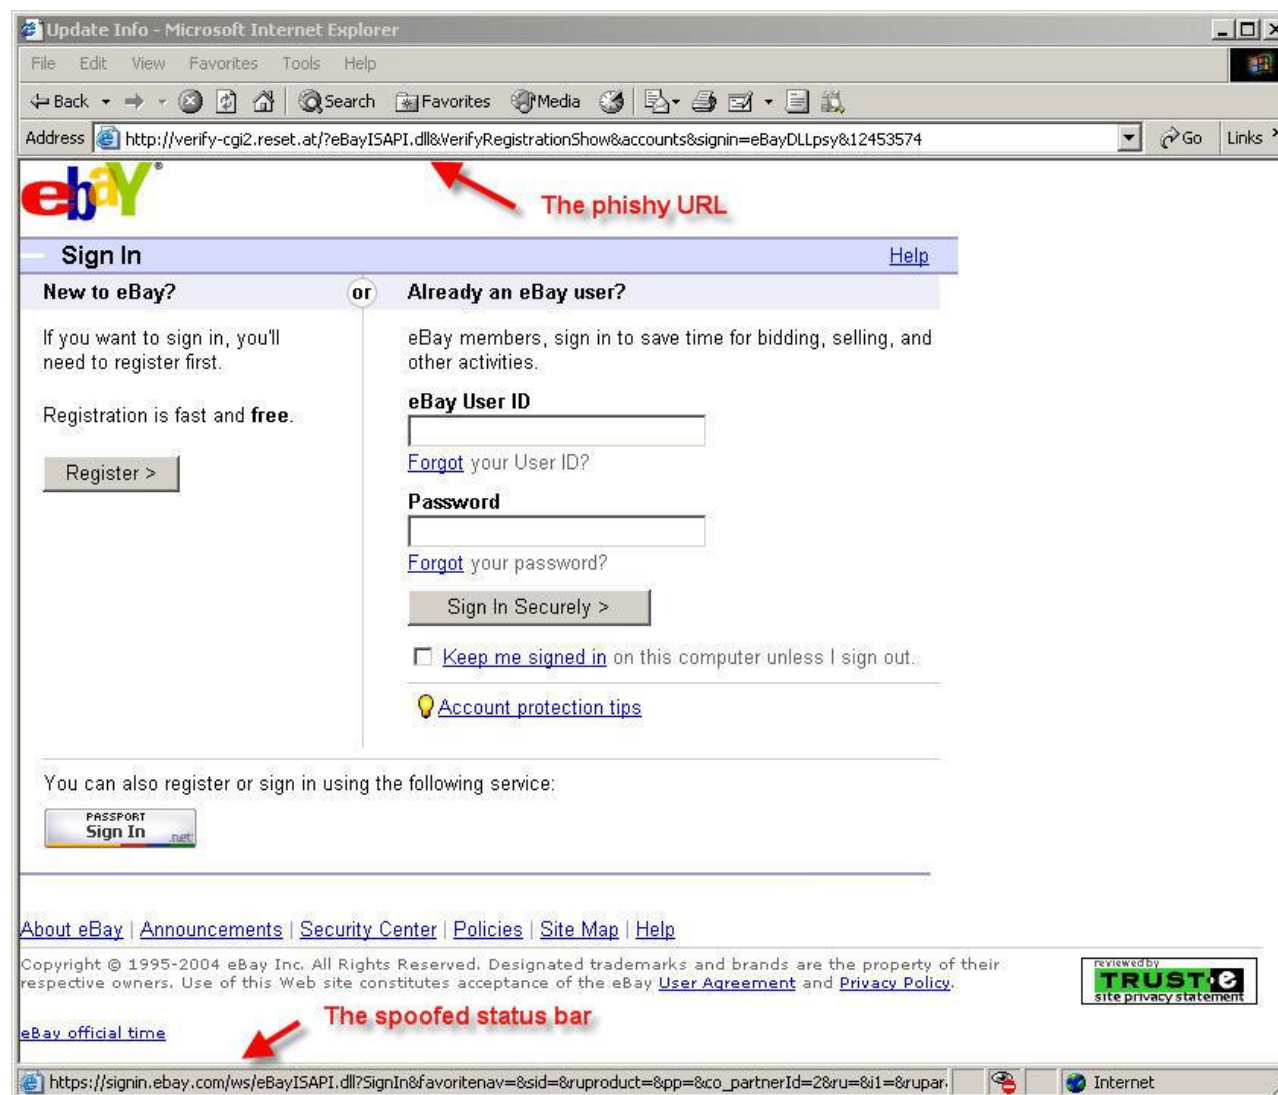 Update Info - Microsoft Internet Explorer
File Edit View Favorites Tools Help
Back Search Favorites Media
Address http://verify-cgi2.reset.at/?eBayISAPI.dll&VerifyRegistrationShow&accounts&signin=eBayDLLpsy&12453574 Go Links »
ebaY®
The phishy URL
Sign In Help
New to eBay? or Already an eBay user?
If you want to sign in, you'll
need to register first.
Registration is fast and free.
Register >
eBay members, sign in to save time for bidding, selling, and
other activities.
eBay User ID
Forgot your User ID?
Password
Forgot your password?
Sign In Securely >
Keep me signed in on this computer unless I sign out.
Account protection tips
You can also register or sign in using the following service:
PASSPORT
Sign In
.net
About eBay | Announcements | Security Center | Policies | Site Map | Help
Copyright © 1995-2004 eBay Inc. All Rights Reserved. Designated trademarks and brands are the property of their
respective owners. Use of this Web site constitutes acceptance of the eBay User Agreement and Privacy Policy.
reviewed by
TRUST·e
site privacy statement
The spoofed status bar
eBay official time
https://signin.ebay.com/ws/eBayISAPI.dll?SignIn&favoritenav=&sid=&ruproduct=&pp=&co_partnerId=2&ru=&i1=&rupar Internet